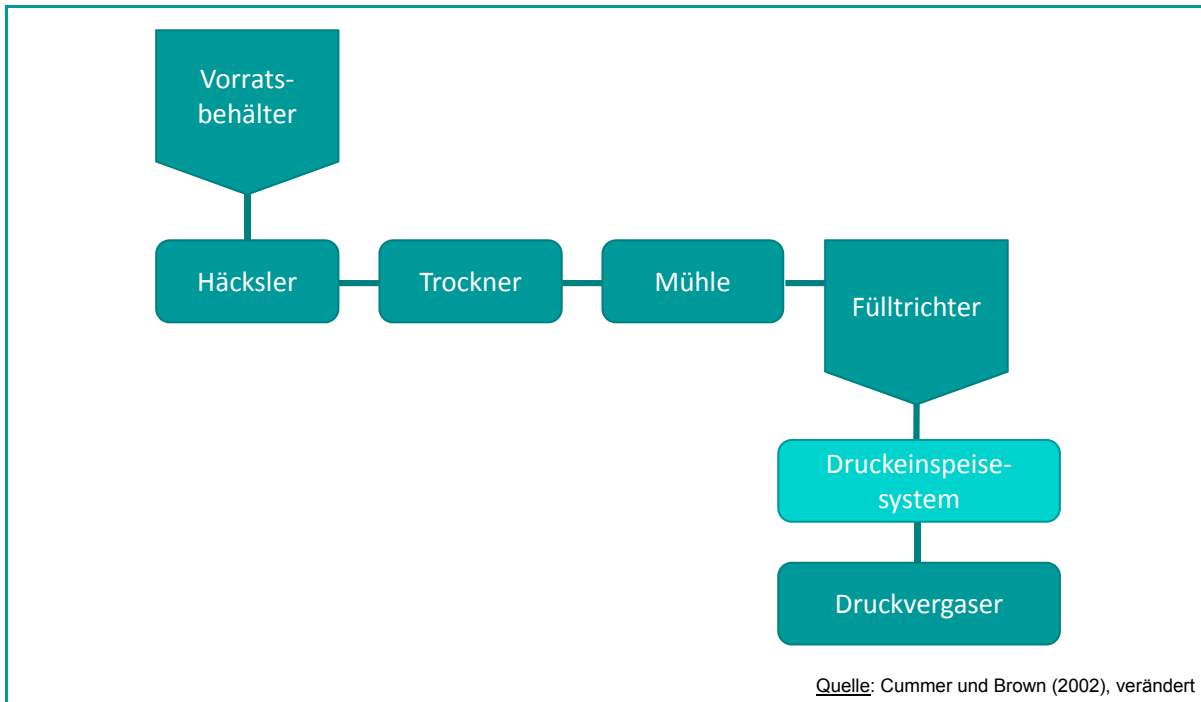 Vorrats-
behälter
Häcksler
Trockner
Mühle
Fülltrichter
Druckeinspeise-
system
Druckvergaser
Quelle: Cummer und Brown (2002), verändert